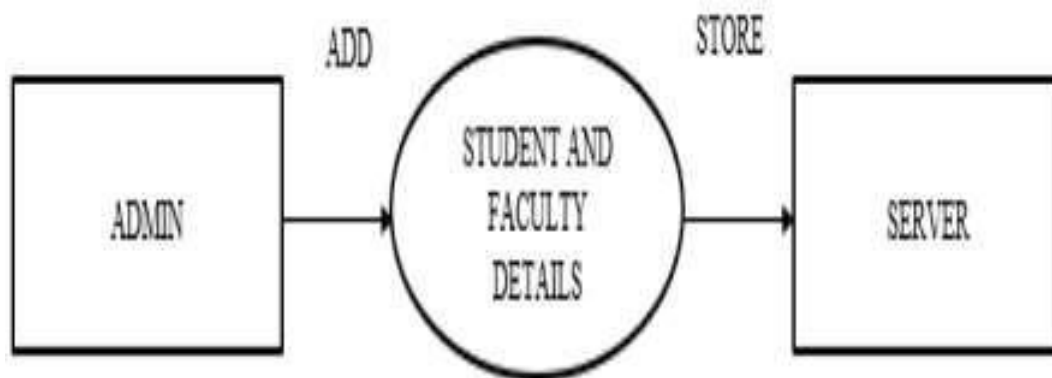 ADD
STORE
ADMIN
STUDENT AND
FACULTY
DETAILS
SERVER